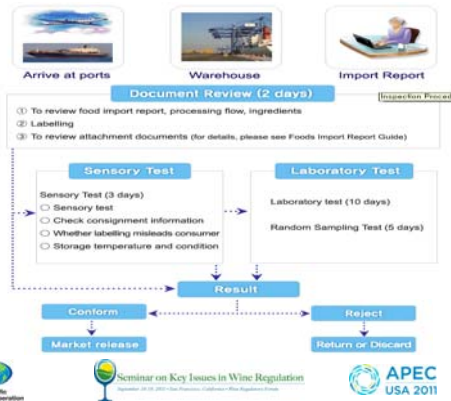 Arrive at ports
Warehouse
Import Report
Document Review (2 days)
Inspection Proced
① To review food import report, processing flow, ingredients
② Labelling
③ To review attachment documents (for details, please see Foods Import Report Guide)
Sensory Test
Sensory Test (3 days)
○ Sensory test
○ Check consignment information
○ Whether labelling misleads consumer
○ Storage temperature and condition
Laboratory Test
Laboratory test (10 days)
Random Sampling Test (5 days)
Result
Conform
Reject
Market release
Return or Discard
Seminar on Key Issues in Wine Regulation
APEC
USA 2011